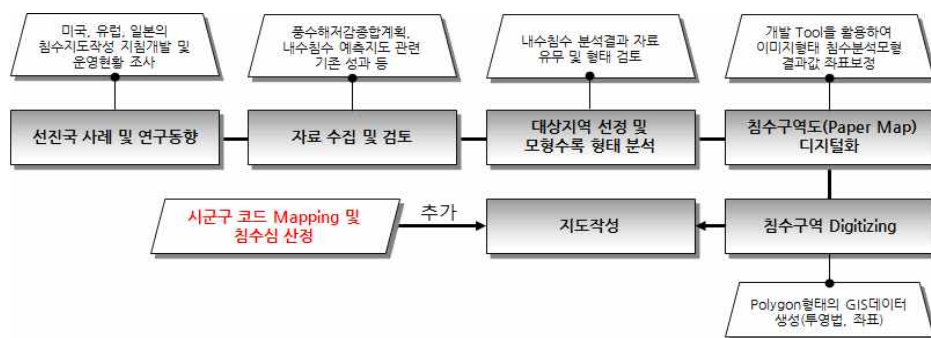 미국, 유럽, 일본의
침수지도작성 지침개발 및
운영현황 조사
풍수해저감종합계획,
내수침수 예측지도 관련
기존 성과 등
내수침수 분석결과 자료
유무 및 형태 검토
개발 Tool을 활용하여
이미지형태 침수분석모형
결과값 좌표보정
선진국 사례 및 연구동향
자료 수집 및 검토
대상지역 선정 및
모형수록 형태 분석
침수구역도(Paper Map)
디지털화
시군구 코드 Mapping 및
침수심 산정
추가
지도작성
침수구역 Digitizing
Polygon형태의 GIS데이터
생성(투영법, 좌표)